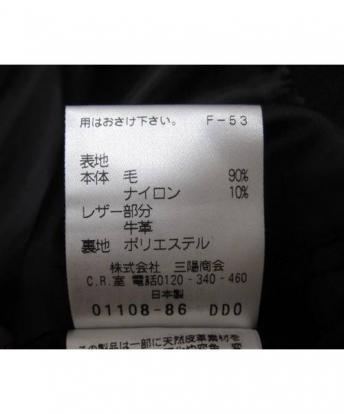 用はおさけ下さい。 F-53
表地
本体 毛 90%
ナイロン 10%
レザー部分
牛革
裏地 ポリエステル
株式会社 三陽商会
C.R.室 電話0120-340-460
日本製
01108-86 DD0
この製品は一部に天然皮革素材を